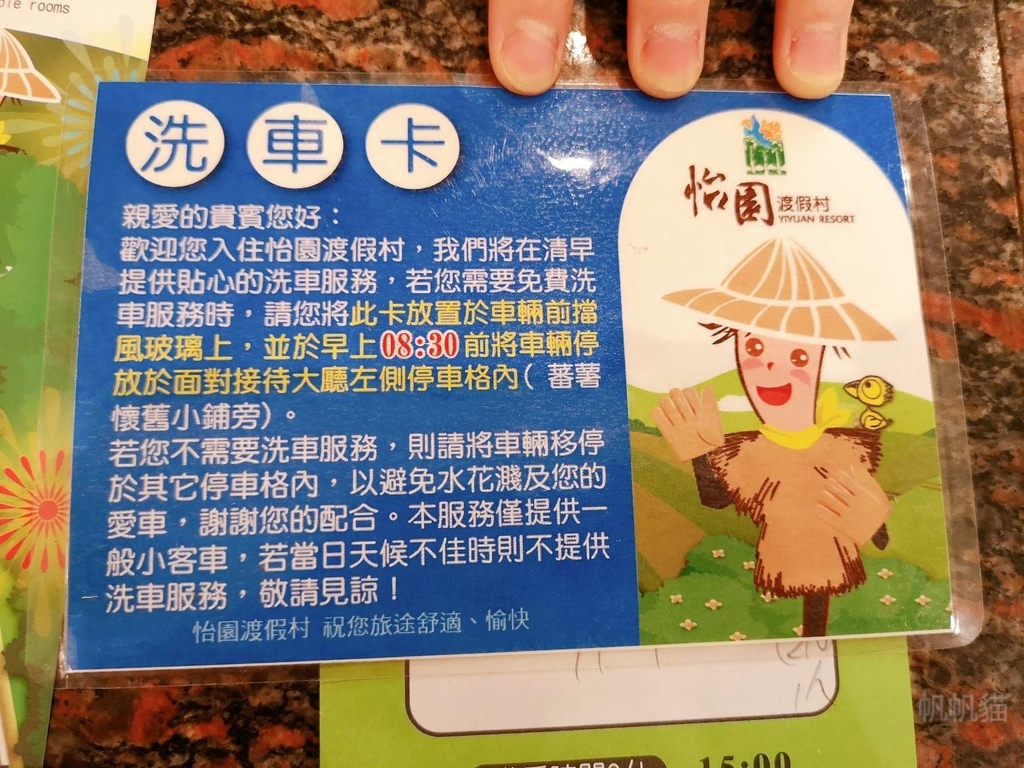 ble rooms
洗車卡
親愛的貴賓您好：
歡迎您入住怡園渡假村，我們將在清早
提供貼心的洗車服務，若您需要免費洗
車服務時，請您將此卡放置於車輛前擋
風玻璃上，並於早上08:30前將車輛停
放於面對接待大廳左側停車格內(蕃薯
懷舊小鋪旁)。
若您不需要洗車服務，則請將車輛移停
於其它停車格內，以避免水花濺及您的
愛車，謝謝您的配合。本服務僅提供一
般小客車，若當日天候不佳時則不提供
洗車服務，敬請見諒！
怡園渡假村 祝您旅途舒適、愉快
怡園渡假村
YIYUAN RESORT
15:00
帆帆貓